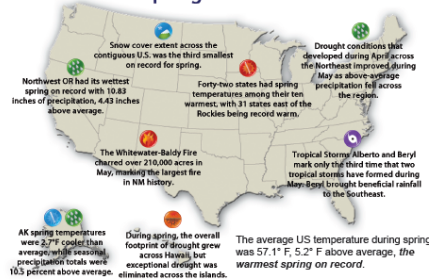 Snow cover extent across the
contiguous U.S. was the third smallest
on record for spring.
Drought conditions that
developed during April across
the Northeast improved during
May as above-average
precipitation fell across
the region.
Northwest OR had its wettest
spring on record with 10.83
inches of precipitation, 4.43 inches
above average.
Forty-two states had spring
temperatures among their ten
warmest, with 31 states east of the
Rockies being record warm.
The Whitewater-Baldy Fire
charred over 210,000 acres in
May, marking the largest fire
in NM history.
Tropical Storms Alberto and Beryl
mark only the third time that two
tropical storms have formed during
May. Beryl brought beneficial rainfall
to the Southeast.
AK spring temperatures
were 2.7°F cooler than
average, while seasonal
precipitation totals were
10.5 percent above average.
During spring, the overall
footprint of drought grew
across Hawaii, but
exceptional drought was
eliminated across the islands.
The average US temperature during spring
was 57.1° F, 5.2° F above average, the
warmest spring on record.